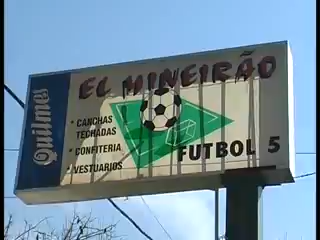 Quilmes
EL MINEIRÃO
* CANCHAS
TECHADAS
* CONFITERIA
* VESTUARIOS
FUTBOL 5